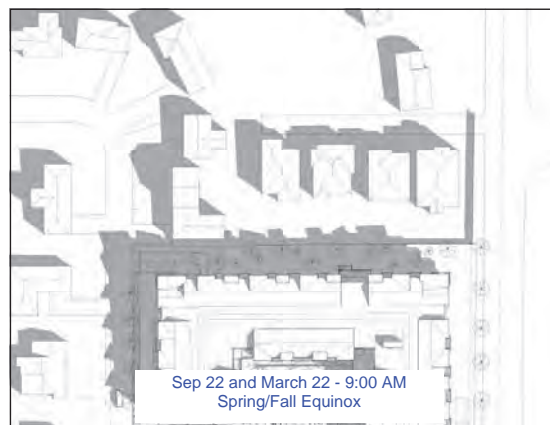 Sep 22 and March 22 - 9:00 AM
Spring/Fall Equinox